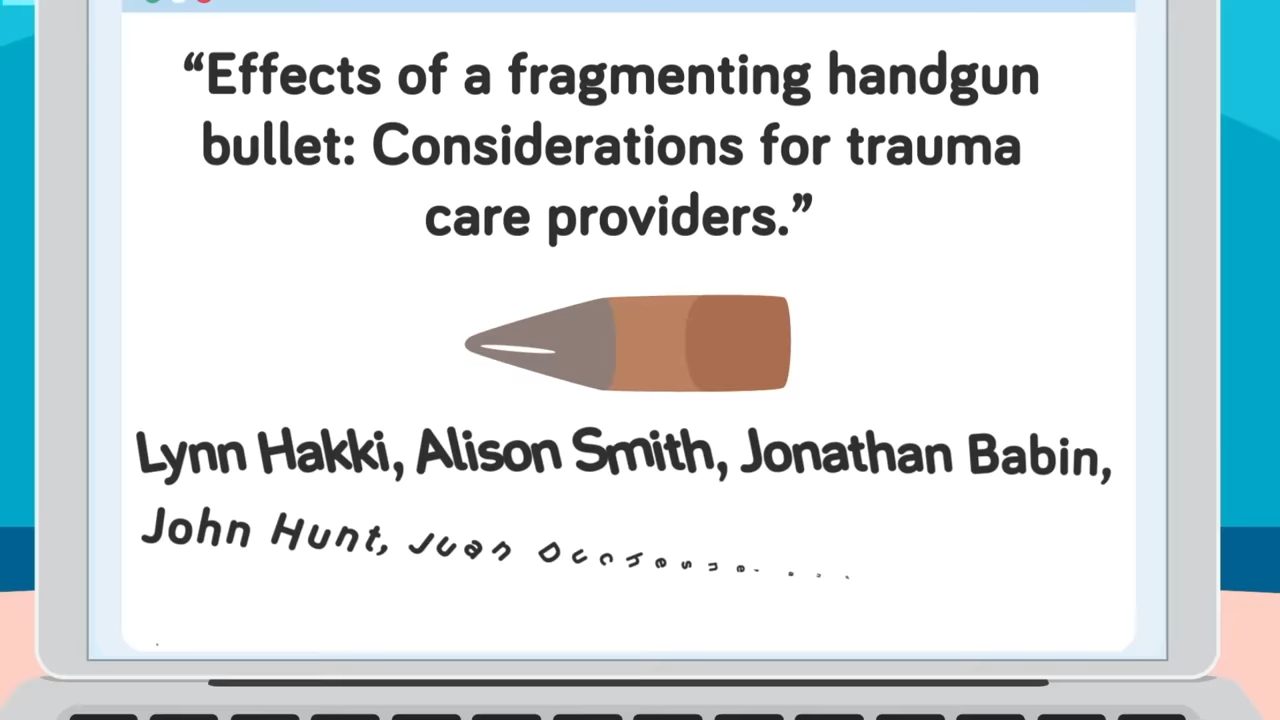 “Effects of a fragmenting handgun
bullet: Considerations for trauma
care providers.”
Lynn Hakki, Alison Smith, Jonathan Babin,
John Hunt, Juan Duchesne,